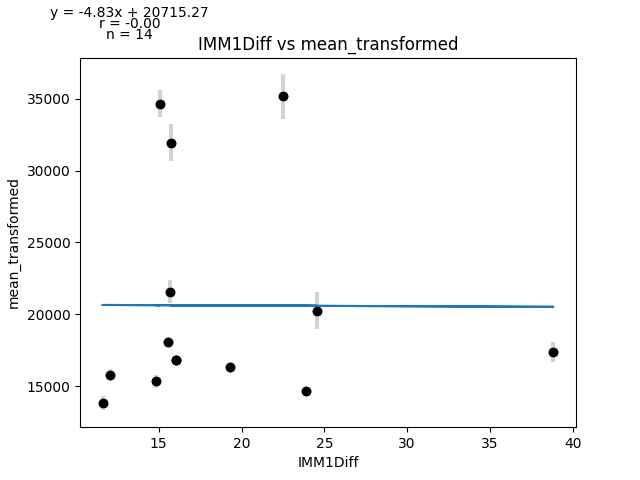 y = -4.83x + 20715.27
r = -0.00
n = 14
IMM1Diff vs mean_transformed
35000
30000
25000
20000
15000
mean_transformed
15 20 25 30 35 40
IMM1Diff